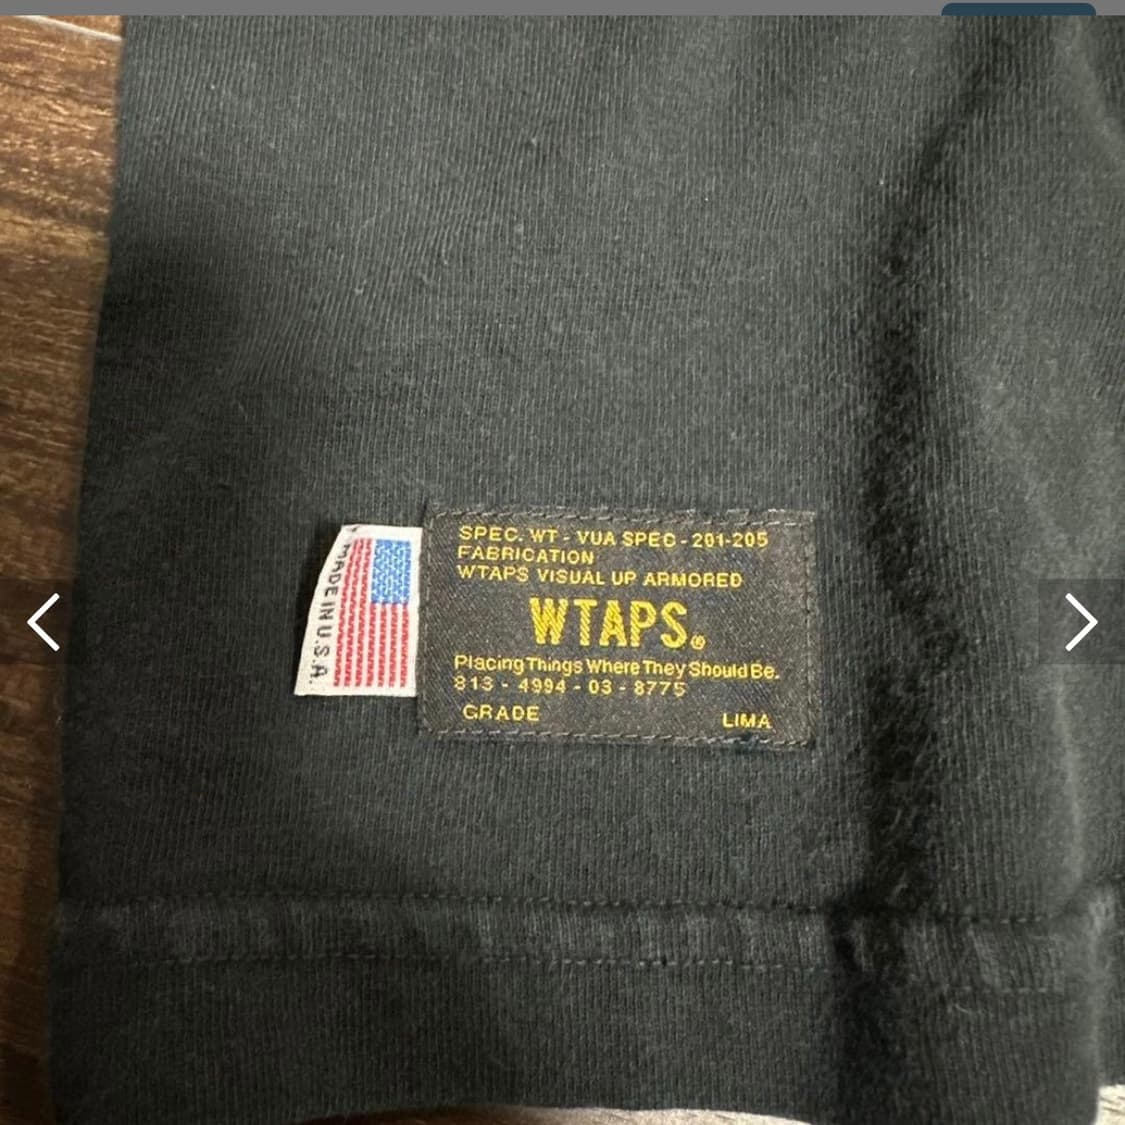 MADE IN U.S.A.
SPEC. WT - VUA SPEC - 201-205
FABRICATION
WTAPS VISUAL UP ARMORED
WTAPS®
Placing Things Where They Should Be.
813 - 4994 - 03 - 8775
GRADE LIMA